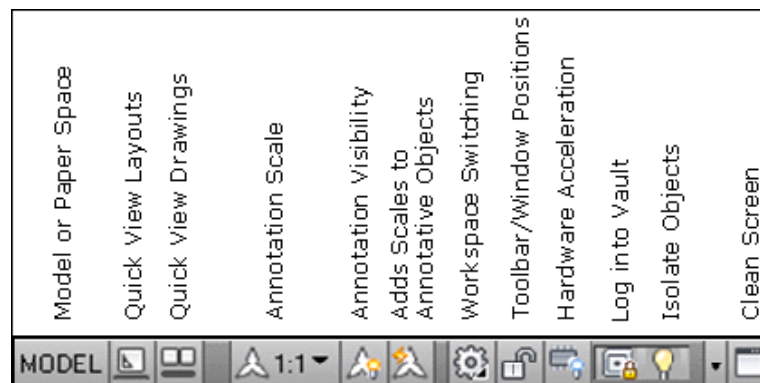 Model or Paper Space
Quick View Layouts
Quick View Drawings
Annotation Scale
Annotation Visibility
Adds Scales to
Annotative Objects
Workspace Switching
Toolbar/Window Positions
Hardware Acceleration
Log into Vault
Isolate Objects
Clean Screen
MODEL
1:1